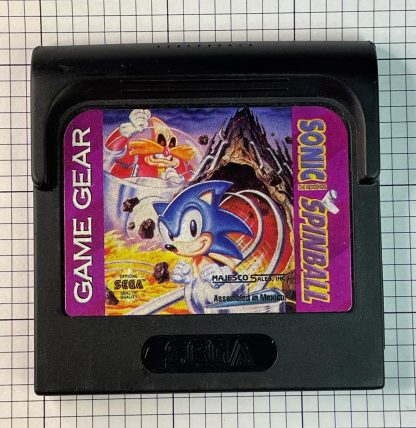 GAME GEAR
SONIC
THE HEDGEHOG
SPINBALL
OFFICIAL
SEGA
SEAL OF
QUALITY
MAJESCO SALES, INC.
Assembled in Mexico.
SEGA